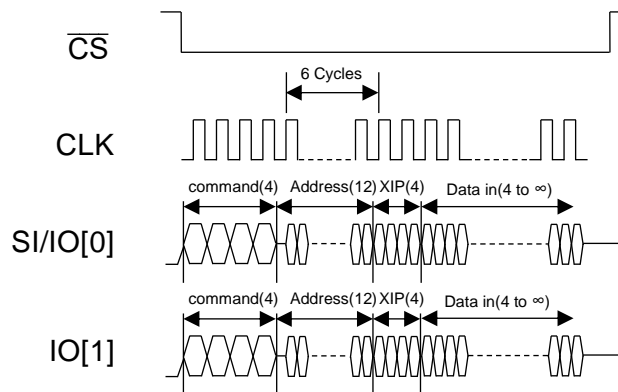 CS
6 Cycles
CLK
command(4) Address(12) XIP(4) Data in(4 to ∞)
SI/IO[0]
command(4) Address(12) XIP(4) Data in(4 to ∞)
IO[1]